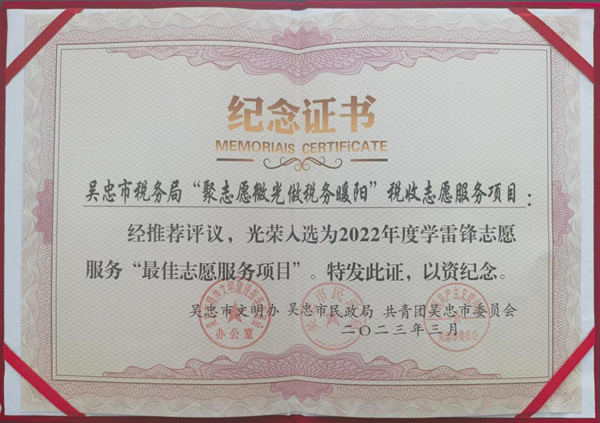 纪念证书
MEMORIAIS CERTIFICATE
吴忠市税务局“聚志愿微光做税务暖阳”税收志愿服务项目：
经推荐评议，光荣入选为2022年度学雷锋志愿
服务“最佳志愿服务项目”。特发此证，以资纪念。
吴忠市文明办 吴忠市民政局 共青团吴忠市委员会
二〇二三年三月
办公室